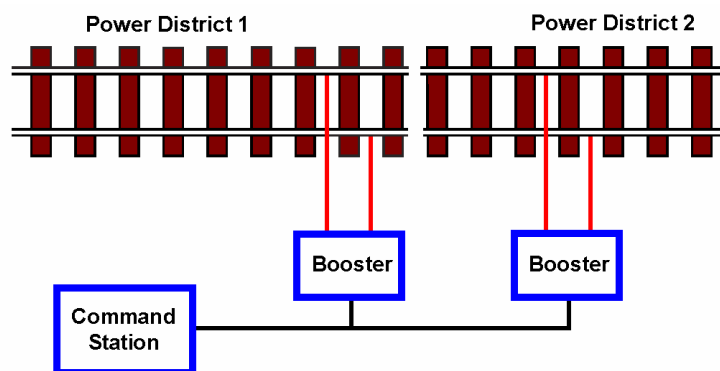 Power District 1
Power District 2
Booster
Booster
Command
Station